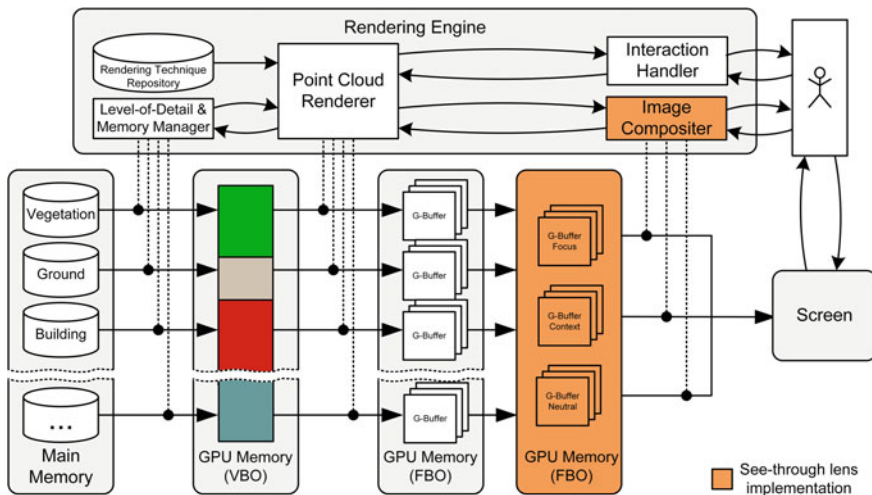 Rendering Engine
Rendering Technique
Repository
Point Cloud
Renderer
Interaction
Handler
Level-of-Detail &
Memory Manager
Image
Compositer
Vegetation
Ground
Building
...
Main
Memory
GPU Memory
(VBO)
G-Buffer
G-Buffer
G-Buffer
G-Buffer
GPU Memory
(FBO)
G-Buffer
Focus
G-Buffer
Context
G-Buffer
Neutral
GPU Memory
(FBO)
Screen
See-through lens
implementation